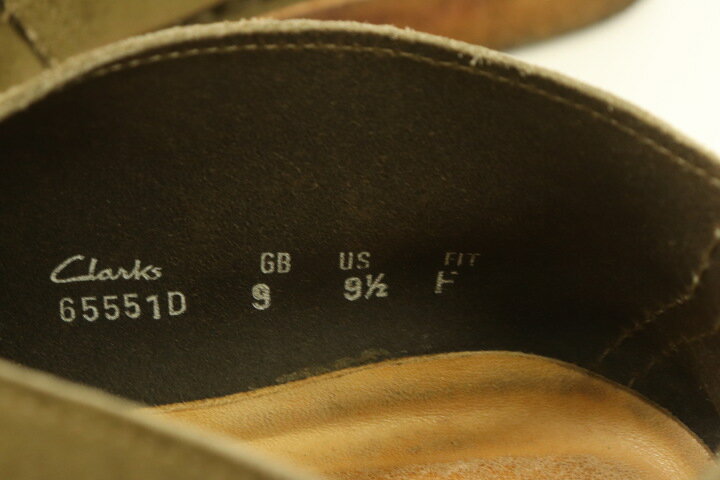 Clarks GB US FIT
65551D 9 9½ F